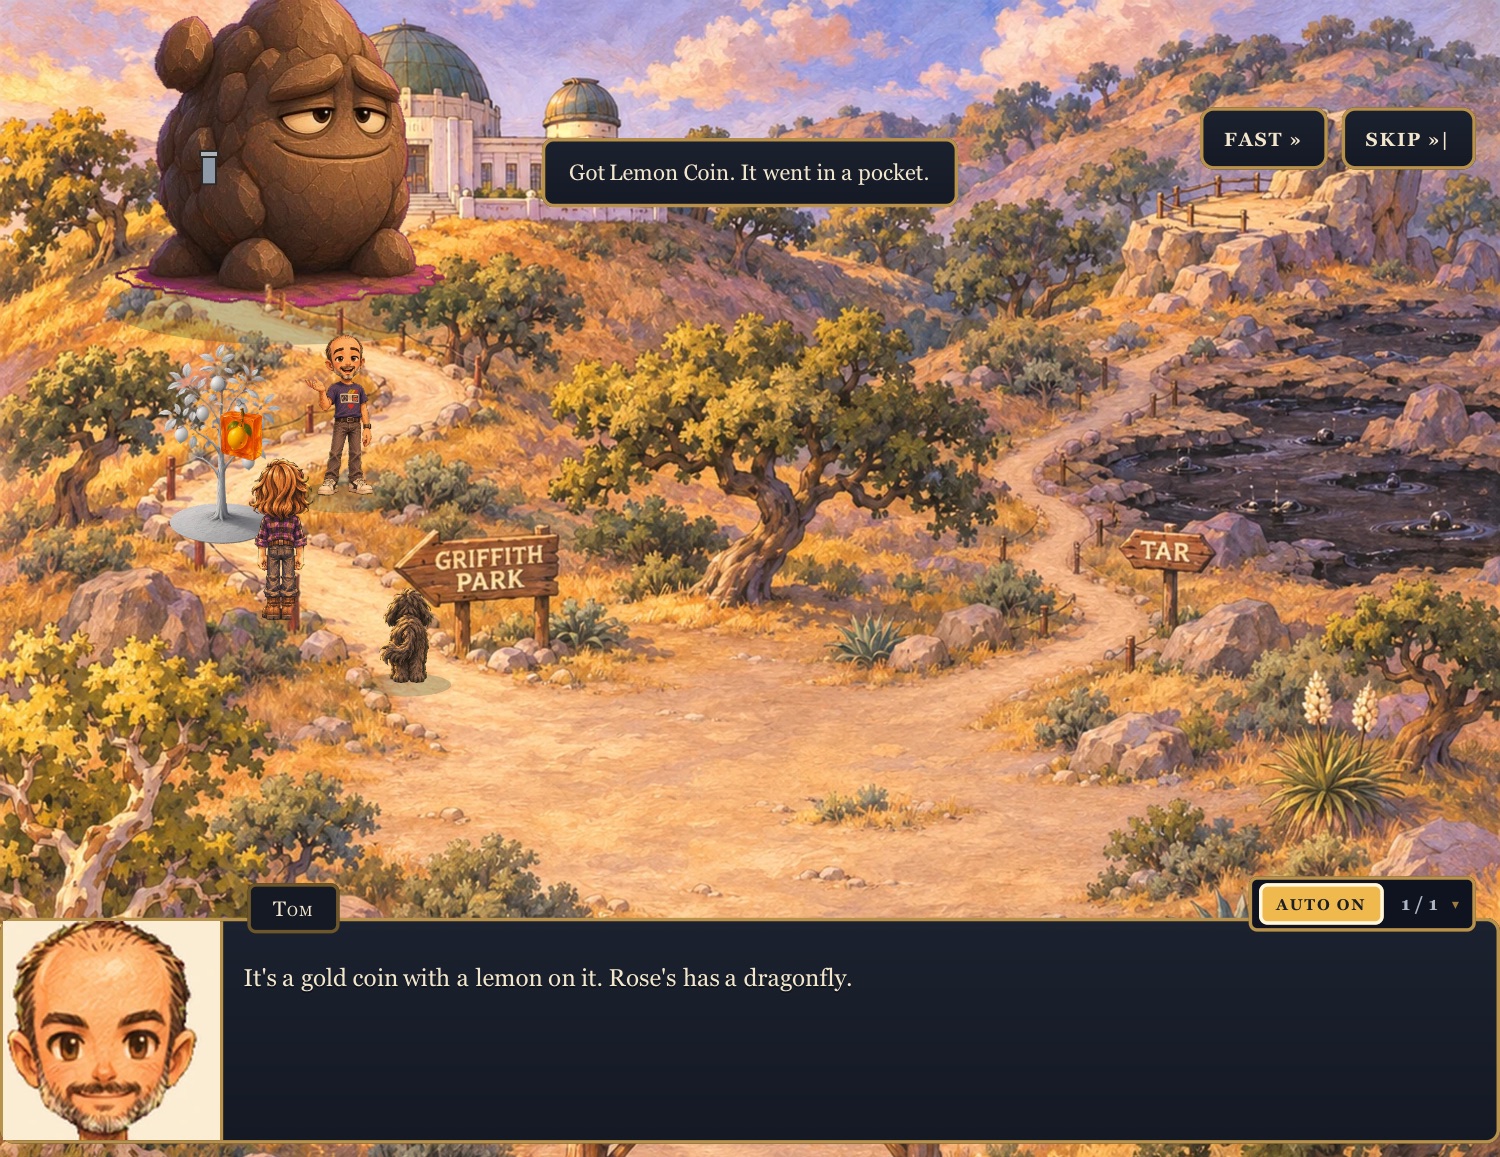 FAST »
SKIP »|
Got Lemon Coin. It went in a pocket.
GRIFFITH
PARK
TAR
Tom
AUTO ON
1 / 1 ▼
It's a gold coin with a lemon on it. Rose's has a dragonfly.